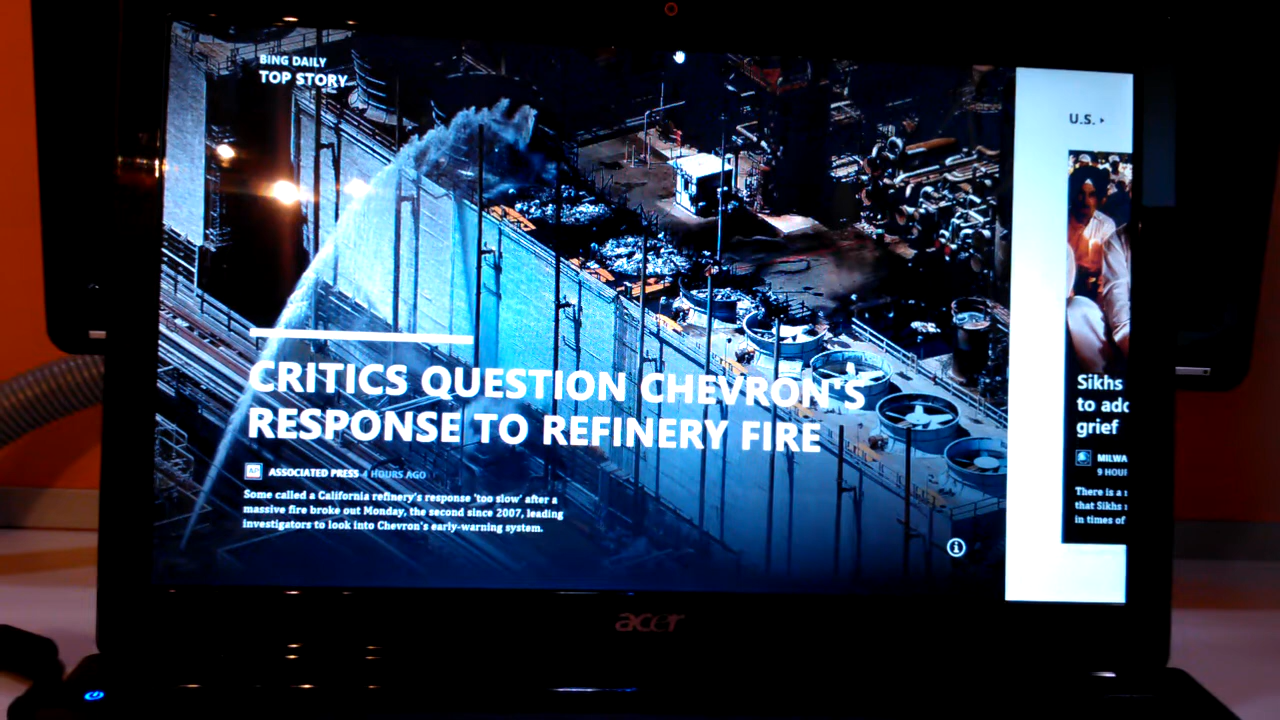 BING DAILY
TOP STORY
CRITICS QUESTION CHEVRON'S
RESPONSE TO REFINERY FIRE
AP ASSOCIATED PRESS 4 HOURS AGO
Some called a California refinery's response 'too slow' after a
massive fire broke out Monday, the second since 2007, leading
investigators to look into Chevron's early-warning system.
U.S.
Sikhs
to add
grief
MILWA
9 HOUR
There is a
that Sikhs
in times of
acer